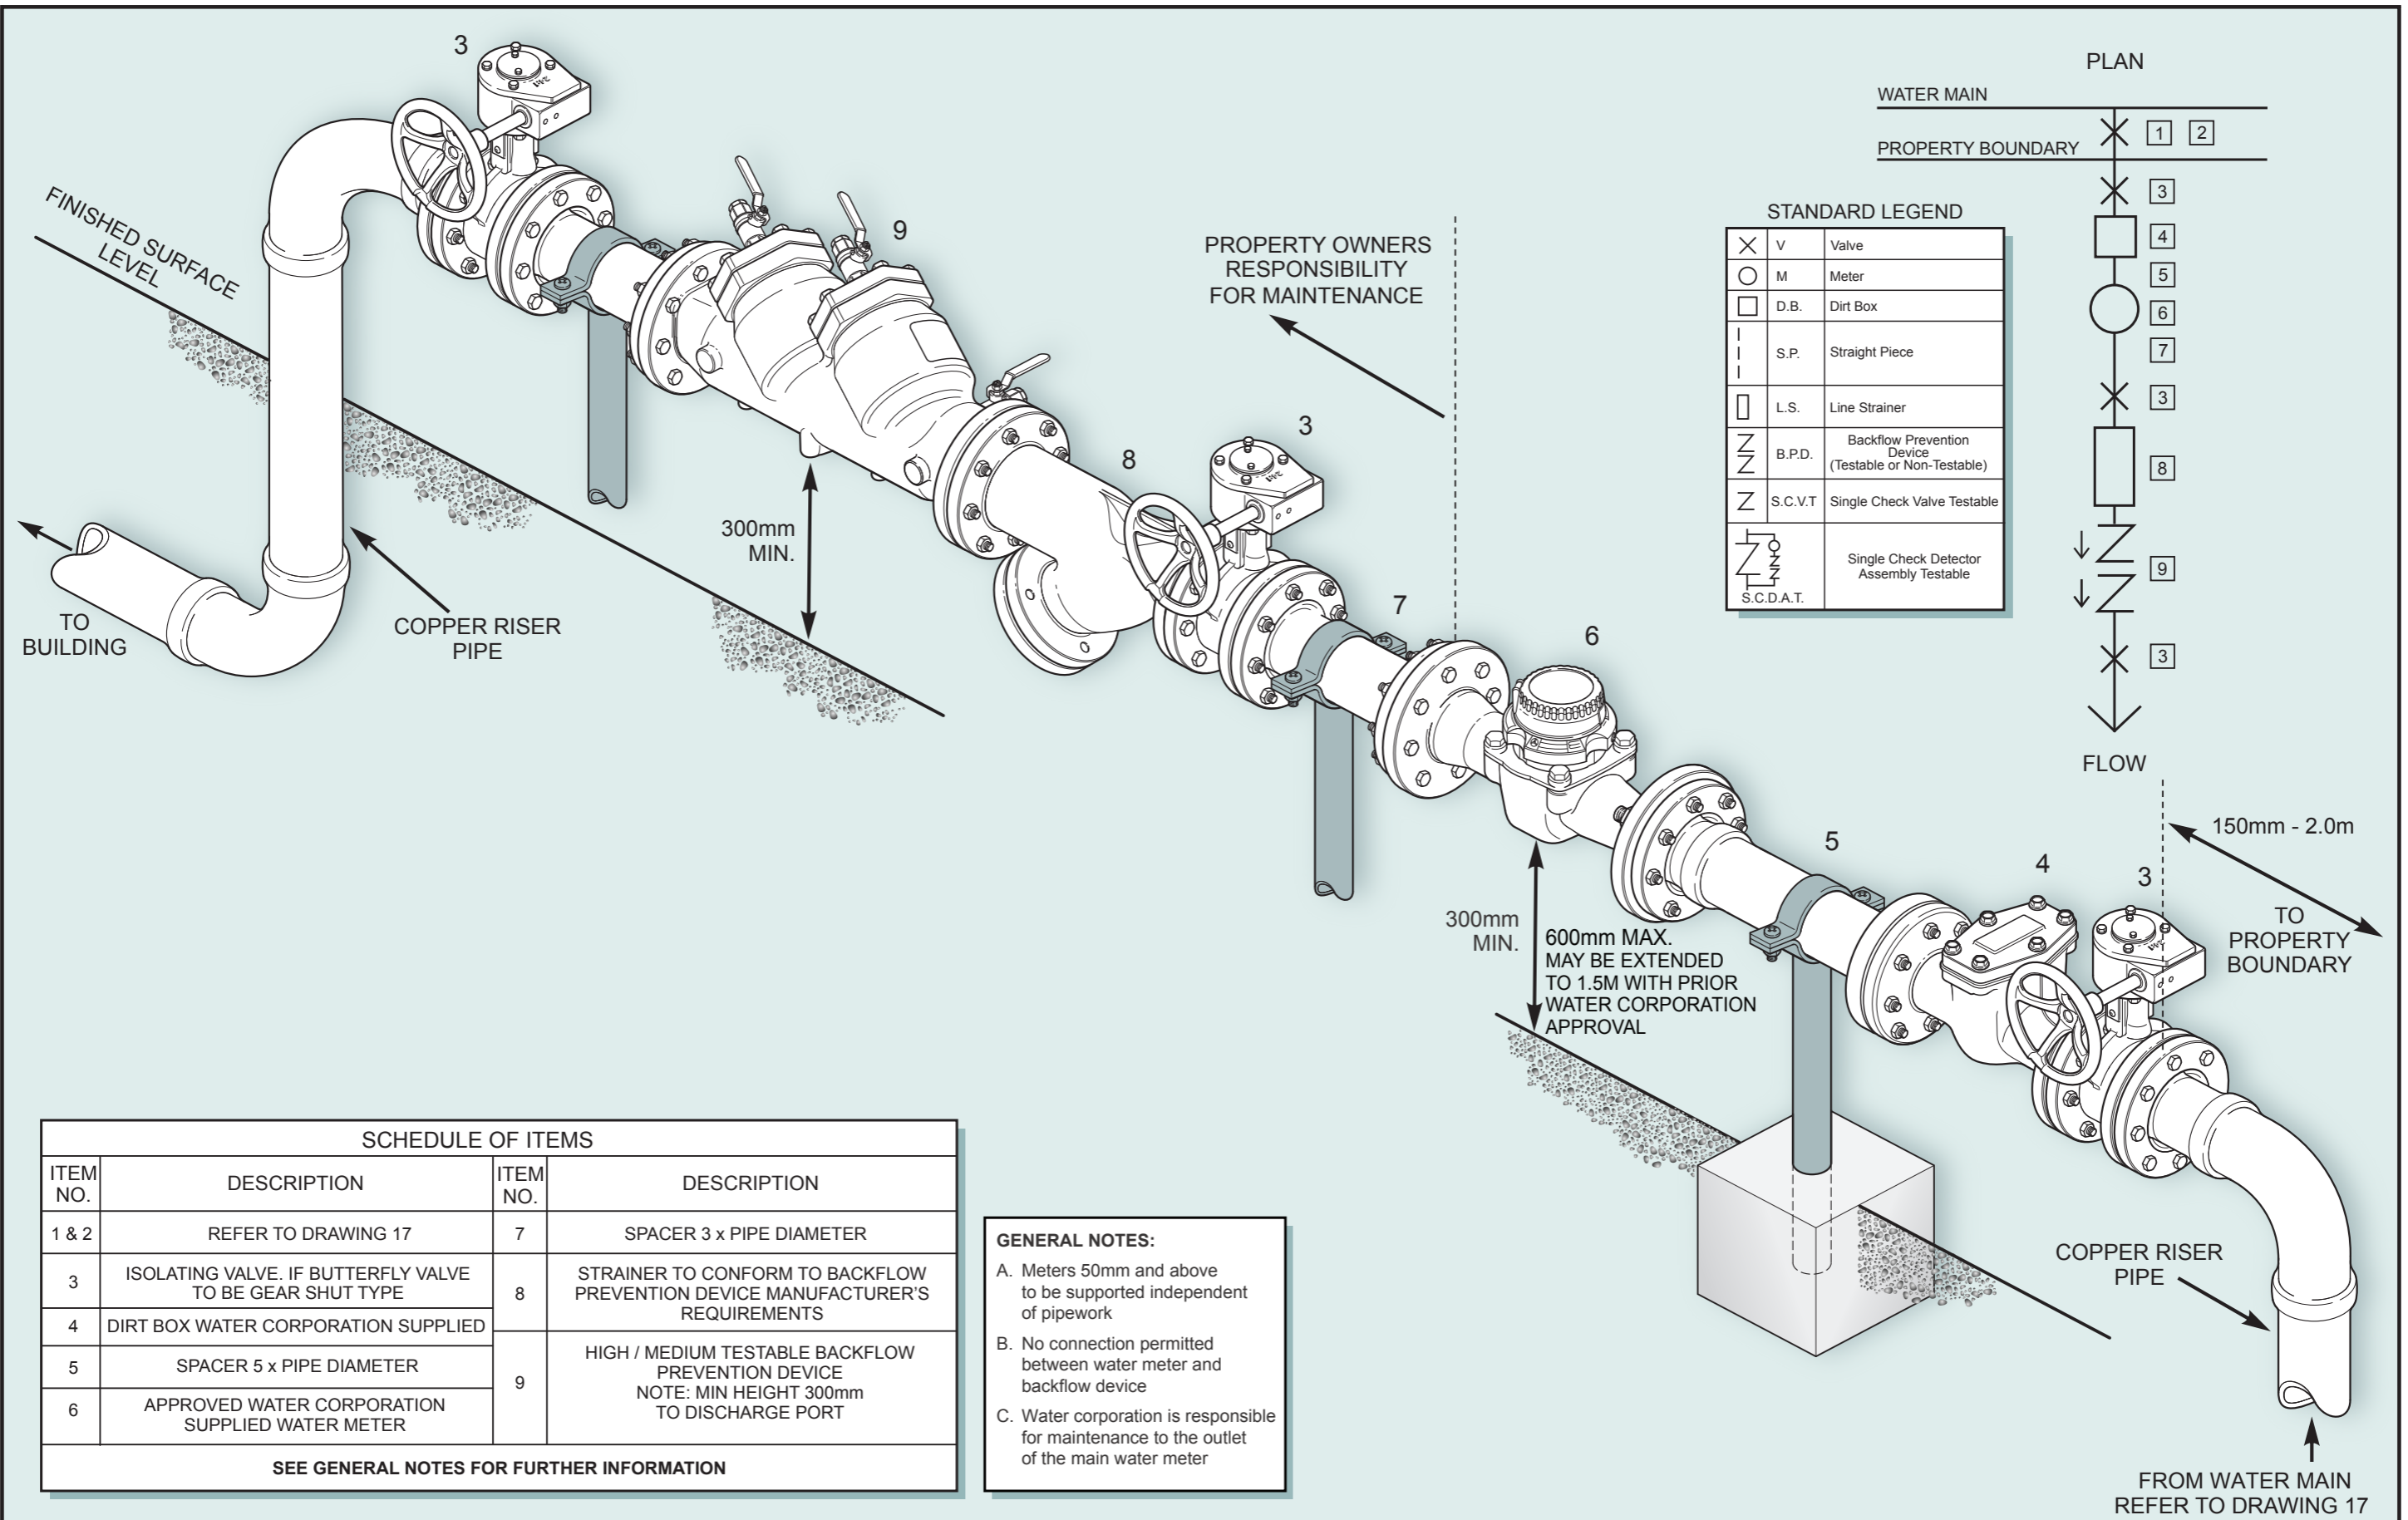 3
FINISHED SURFACE
LEVEL
9
PROPERTY OWNERS
RESPONSIBILITY
FOR MAINTENANCE
3
8
300mm
MIN.
7
6
TO
BUILDING
COPPER RISER
PIPE
PLAN
WATER MAIN
1 2
PROPERTY BOUNDARY
3
4
5
6
7
3
8
9
3
FLOW
STANDARD LEGEND
V Valve
M Meter
D.B. Dirt Box
S.P. Straight Piece
L.S. Line Strainer
B.P.D. Backflow Prevention
Device
(Testable or Non-Testable)
S.C.V.T Single Check Valve Testable
S.C.D.A.T. Single Check Detector
Assembly Testable
150mm - 2.0m
TO
PROPERTY
BOUNDARY
5
4
3
300mm
MIN.
600mm MAX.
MAY BE EXTENDED
TO 1.5M WITH PRIOR
WATER CORPORATION
APPROVAL
COPPER RISER
PIPE
FROM WATER MAIN
REFER TO DRAWING 17
SCHEDULE OF ITEMS
ITEM
NO.
DESCRIPTION
ITEM
NO.
DESCRIPTION
1 & 2 REFER TO DRAWING 17
3 ISOLATING VALVE. IF BUTTERFLY VALVE
TO BE GEAR SHUT TYPE
4 DIRT BOX WATER CORPORATION SUPPLIED
5 SPACER 5 x PIPE DIAMETER
6 APPROVED WATER CORPORATION
SUPPLIED WATER METER
7 SPACER 3 x PIPE DIAMETER
8 STRAINER TO CONFORM TO BACKFLOW
PREVENTION DEVICE MANUFACTURER'S
REQUIREMENTS
9 HIGH / MEDIUM TESTABLE BACKFLOW
PREVENTION DEVICE
NOTE: MIN HEIGHT 300mm
TO DISCHARGE PORT
SEE GENERAL NOTES FOR FURTHER INFORMATION
GENERAL NOTES:
A. Meters 50mm and above
to be supported independent
of pipework
B. No connection permitted
between water meter and
backflow device
C. Water corporation is responsible
for maintenance to the outlet
of the main water meter